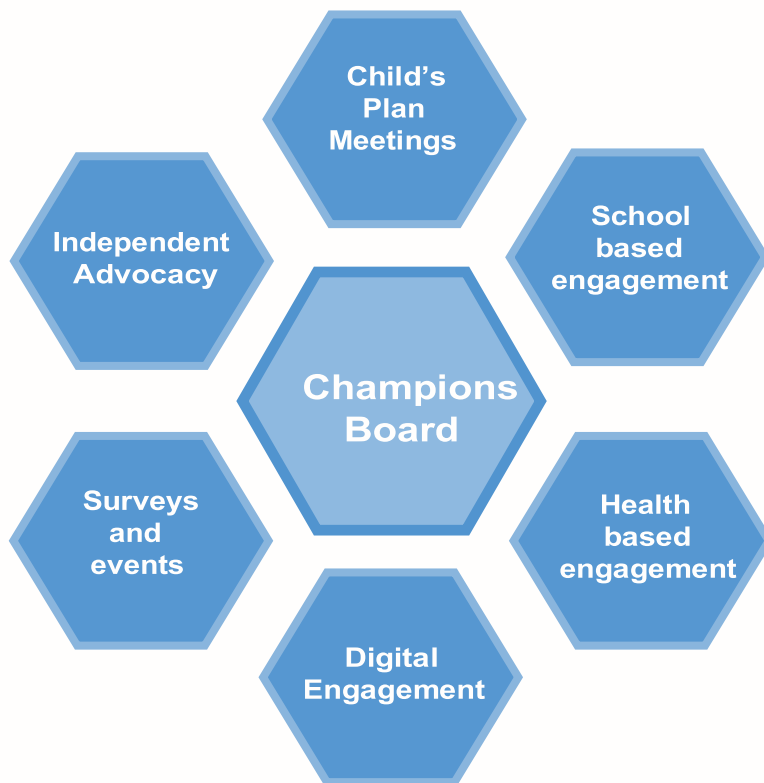 Child’s
Plan
Meetings
School
based
engagement
Independent
Advocacy
Champions
Board
Surveys
and
events
Health
based
engagement
Digital
Engagement